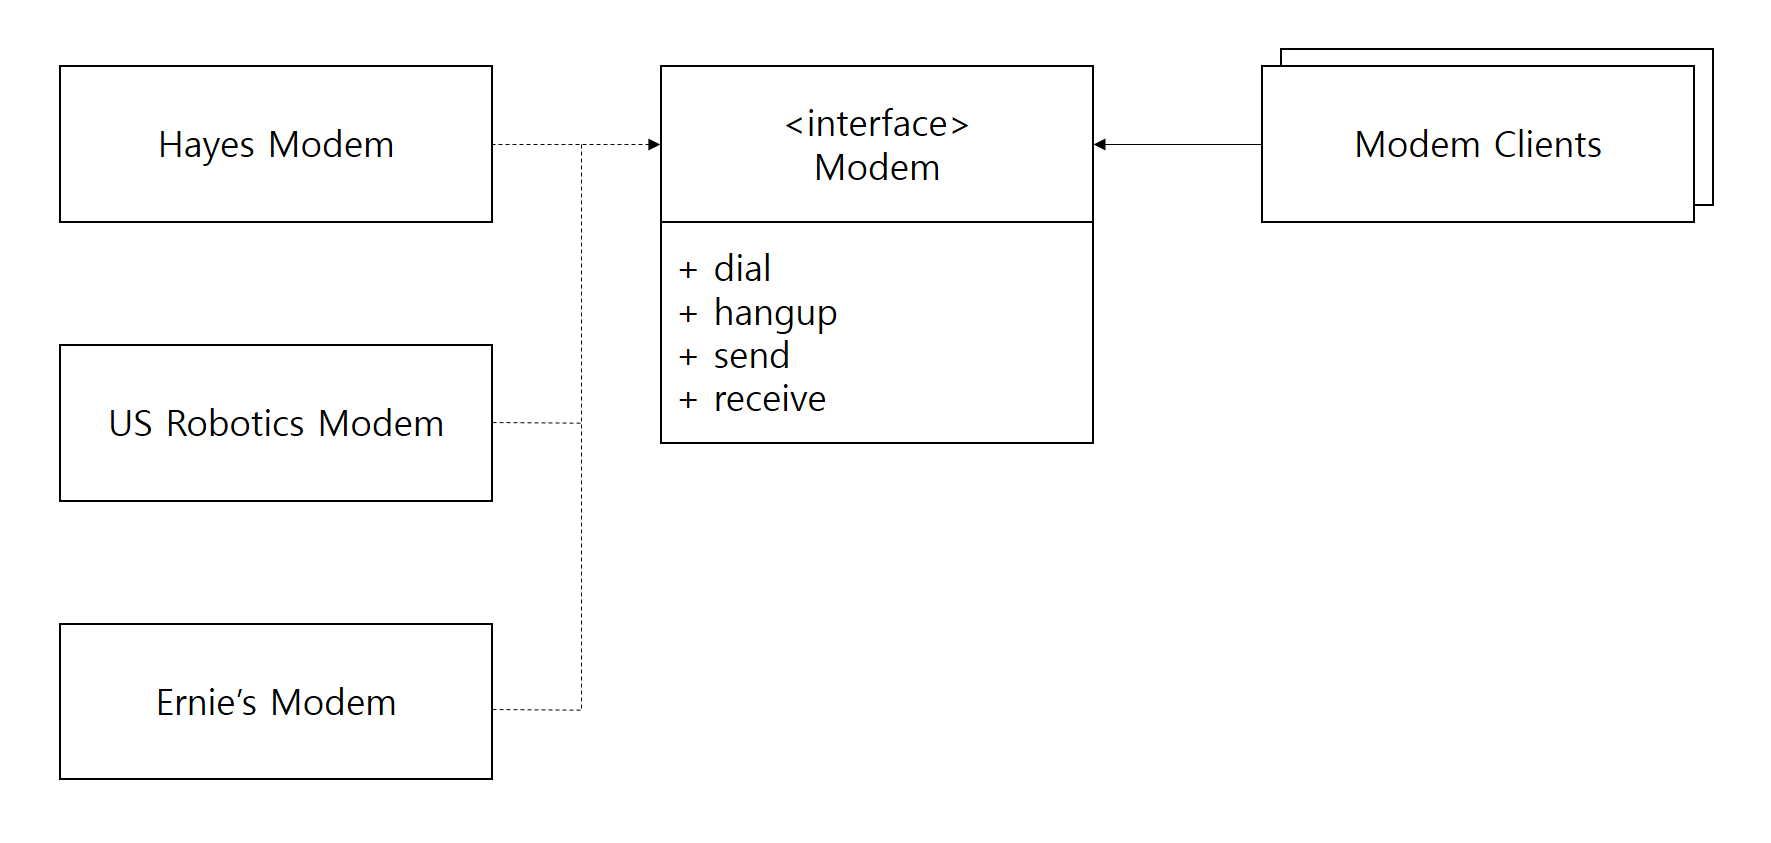 Hayes Modem
<interface>
Modem
Modem Clients
+ dial
+ hangup
+ send
+ receive
US Robotics Modem
Ernie’s Modem